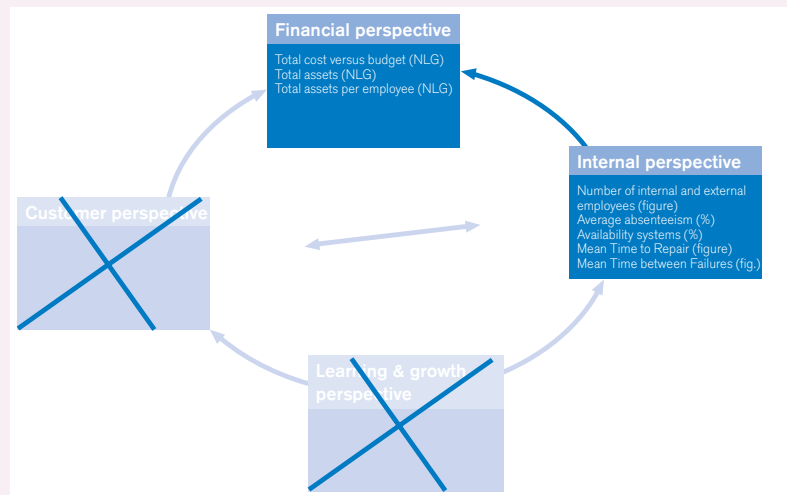 Financial perspective
Total cost versus budget (NLG)
Total assets (NLG)
Total assets per employee (NLG)
Internal perspective
Number of internal and external
employees (figure)
Average absenteeism (%)
Availability systems (%)
Mean Time to Repair (figure)
Mean Time between Failures (fig.)
Customer perspective
Learning & growth
perspective